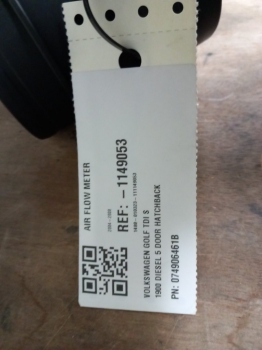 AIR FLOW METER
REF: - 1149053
VOLKSWAGEN GOLF TDI S
1900 DIESEL 5 DOOR HATCHBACK
PN: 074906461B